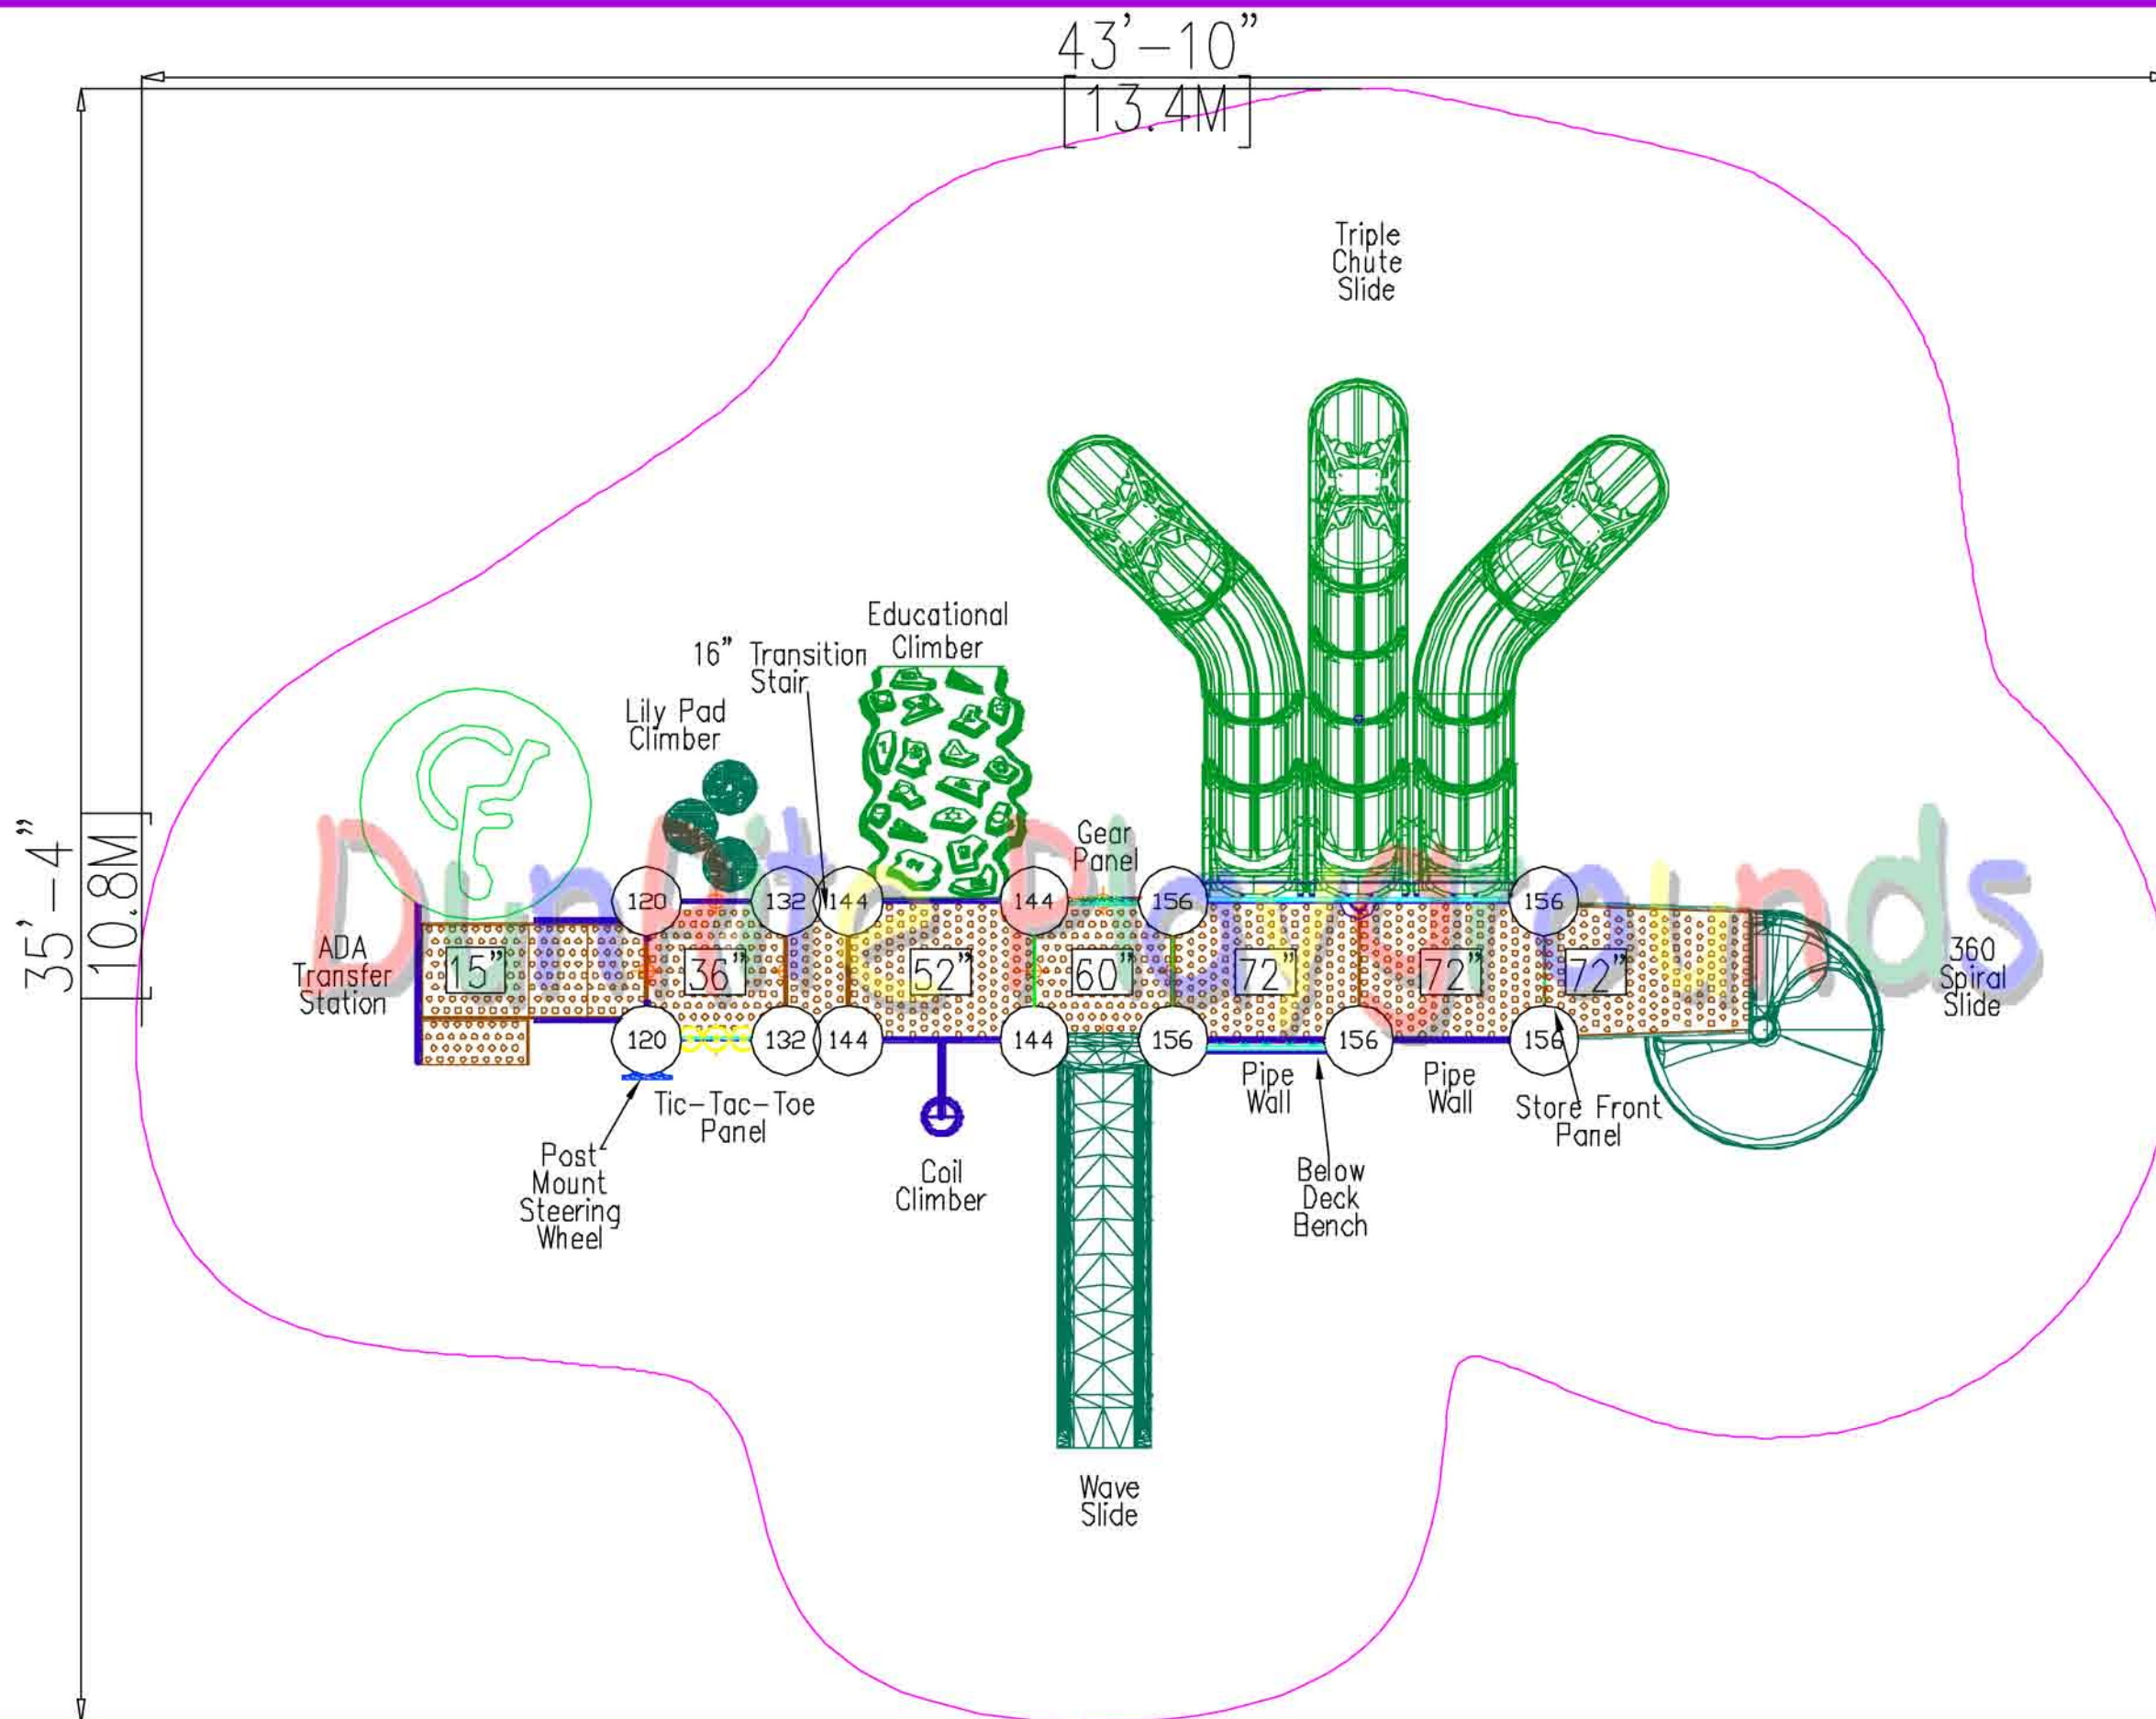 43'-10"
[13.4M]
Triple
Chute
Slide
Educational
Climber
16" Transition
Stair
Lily Pad
Climber
Gear
Panel
35'-4"
[10.8M]
120
132
144
144
156
156
ADA
Transfer
Station
15"
36"
52"
60"
72"
72"
72"
360
Spiral
Slide
DunRite Playgrounds
120
132
144
144
156
156
156
Pipe
Wall
Pipe
Wall
Store Front
Panel
Tic-Tac-Toe
Panel
Post
Mount
Steering
Wheel
Coil
Climber
Below
Deck
Bench
Wave
Slide